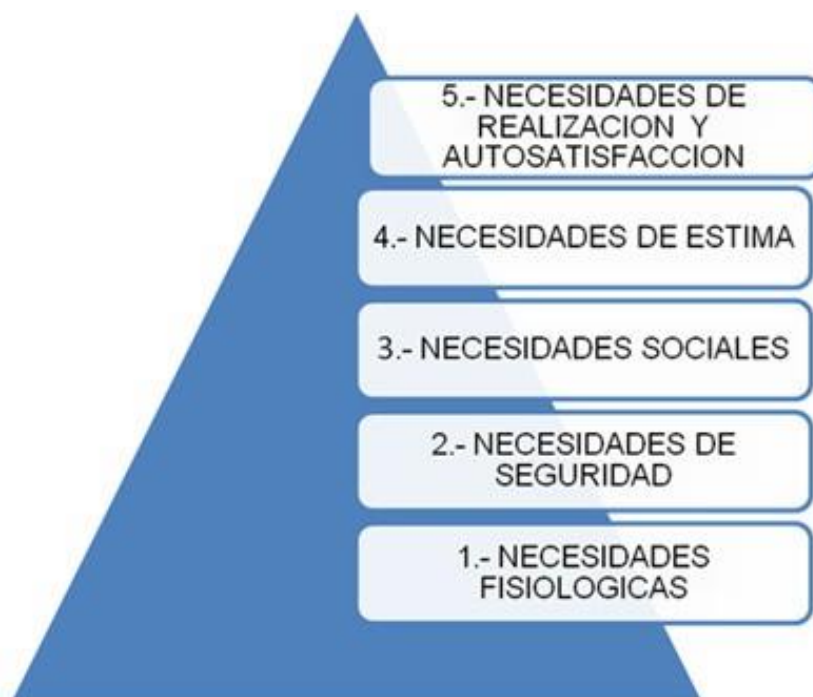 5.- NECESIDADES DE
REALIZACION Y
AUTOSATISFACCION
4.- NECESIDADES DE ESTIMA
3.- NECESIDADES SOCIALES
2.- NECESIDADES DE
SEGURIDAD
1.- NECESIDADES
FISIOLOGICAS